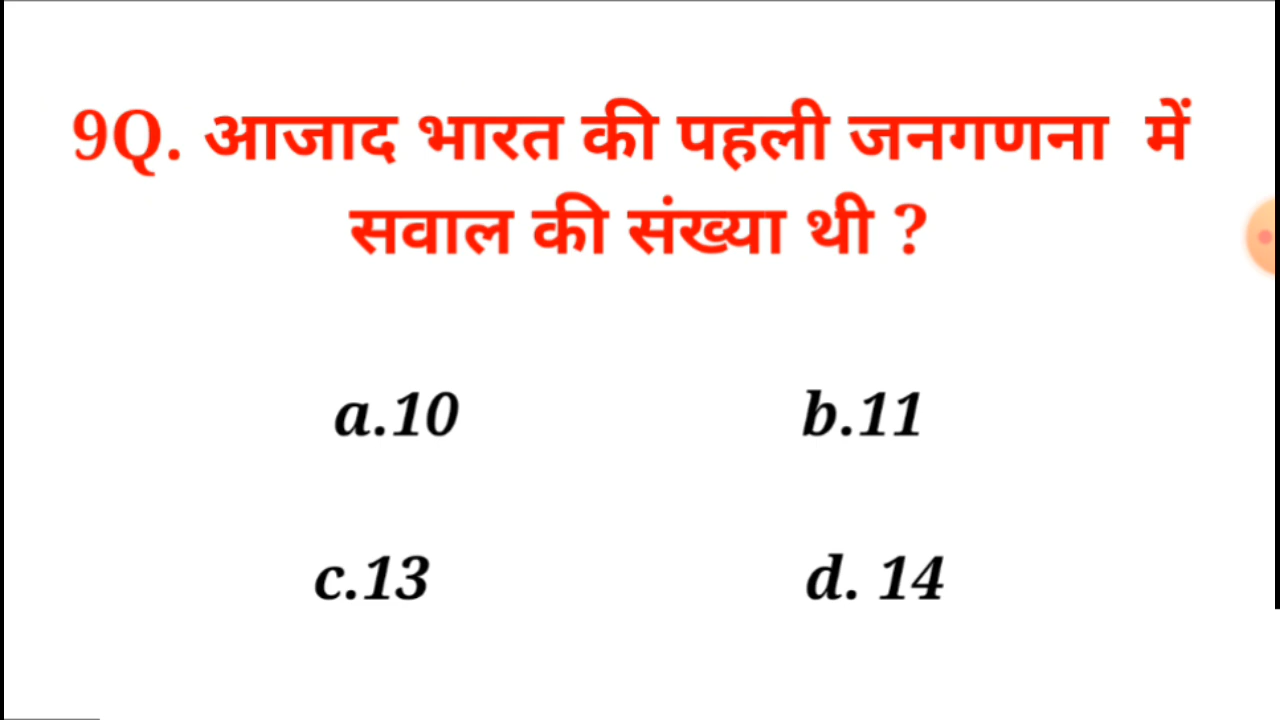 9Q. आजाद भारत की पहली जनगणना में
सवाल की संख्या थी ?
a.10 b.11
c.13 d. 14